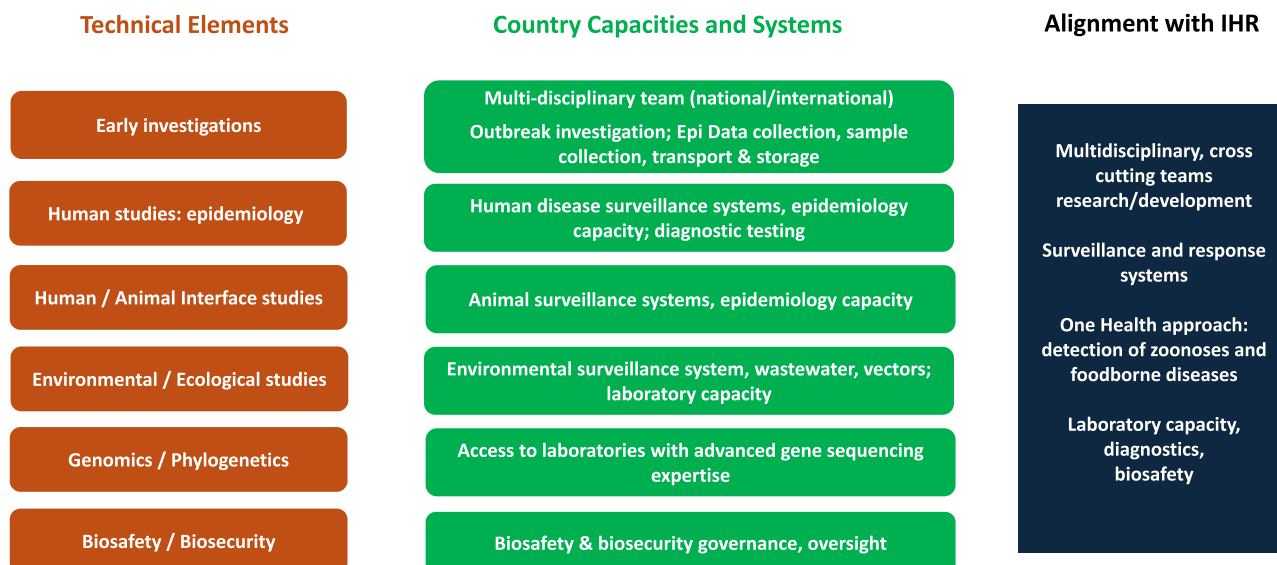 Technical Elements
Country Capacities and Systems
Alignment with IHR
Early investigations
Multi-disciplinary team (national/international)
Outbreak investigation; Epi Data collection, sample
collection, transport & storage
Human studies: epidemiology
Human disease surveillance systems, epidemiology
capacity; diagnostic testing
Human / Animal Interface studies
Animal surveillance systems, epidemiology capacity
Environmental / Ecological studies
Environmental surveillance system, wastewater, vectors;
laboratory capacity
Genomics / Phylogenetics
Access to laboratories with advanced gene sequencing
expertise
Biosafety / Biosecurity
Biosafety & biosecurity governance, oversight
Multidisciplinary, cross
cutting teams
research/development
Surveillance and response
systems
One Health approach:
detection of zoonoses and
foodborne diseases
Laboratory capacity,
diagnostics,
biosafety